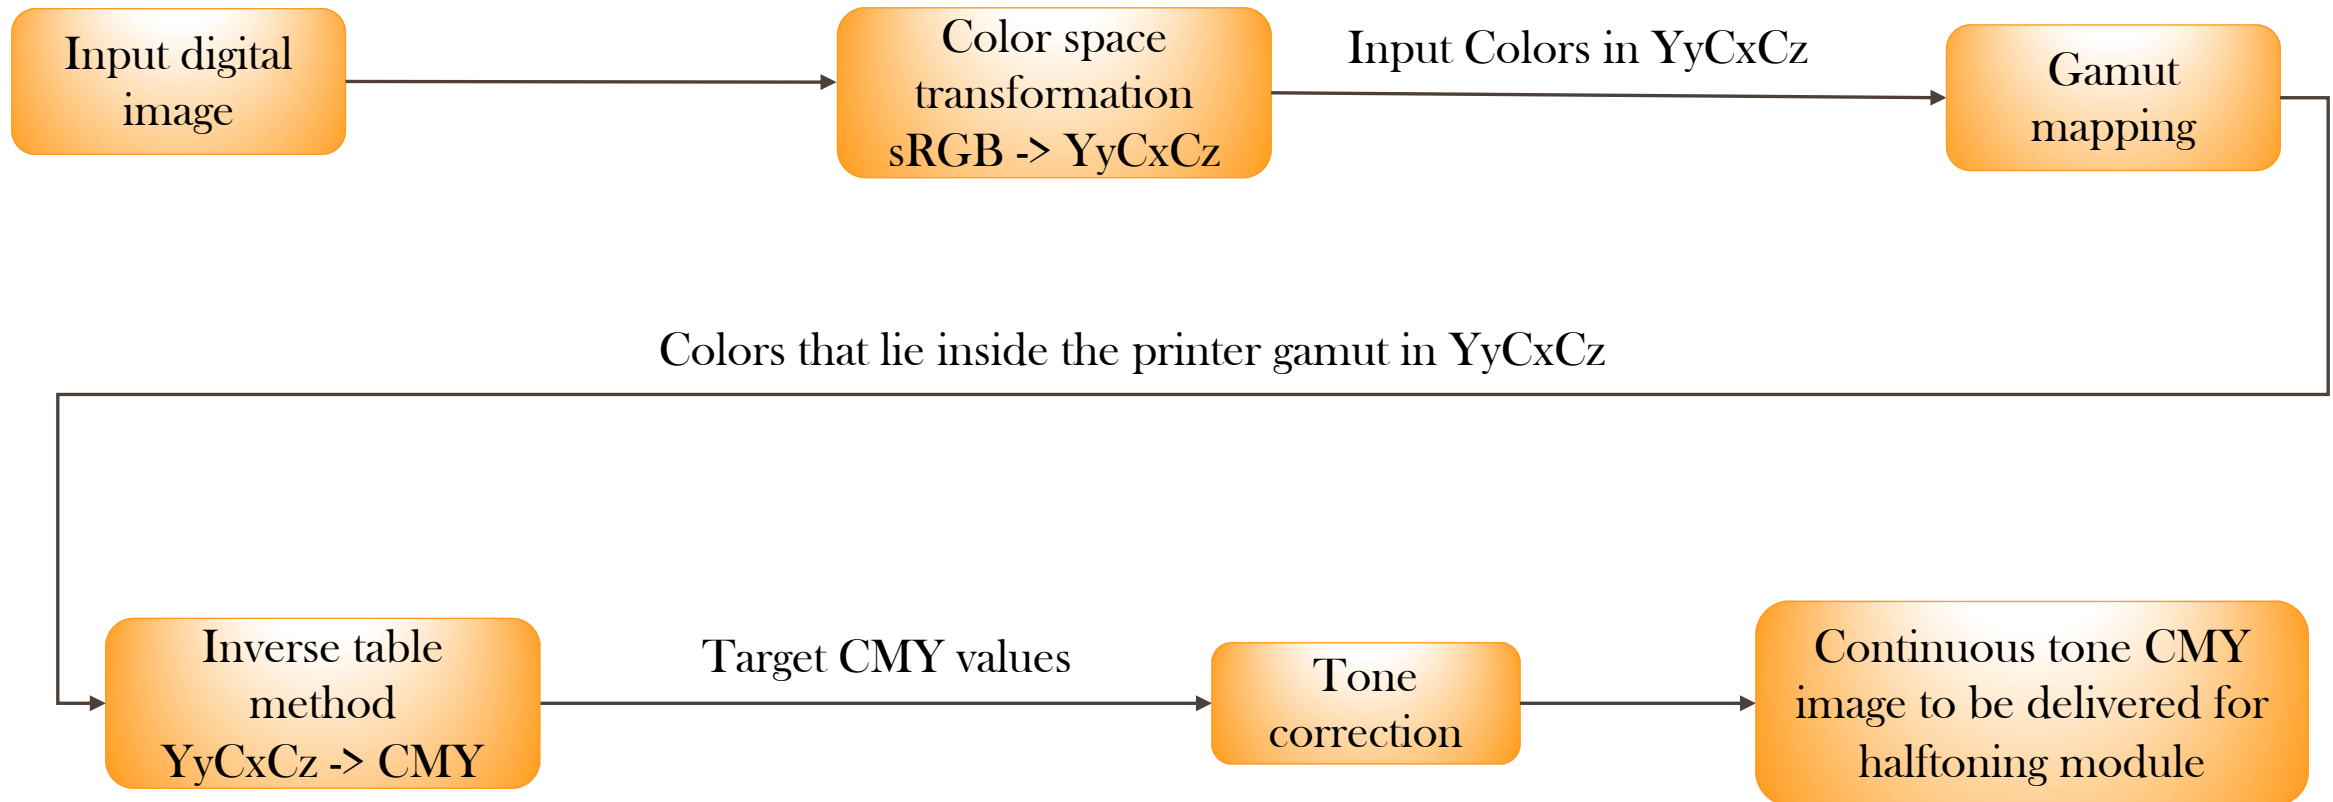 Input digital
image
Color space
transformation
sRGB -> YyCxCz
Input Colors in YyCxCz
Gamut
mapping
Colors that lie inside the printer gamut in YyCxCz
Inverse table
method
YyCxCz -> CMY
Target CMY values
Tone
correction
Continuous tone CMY
image to be delivered for
halftoning module